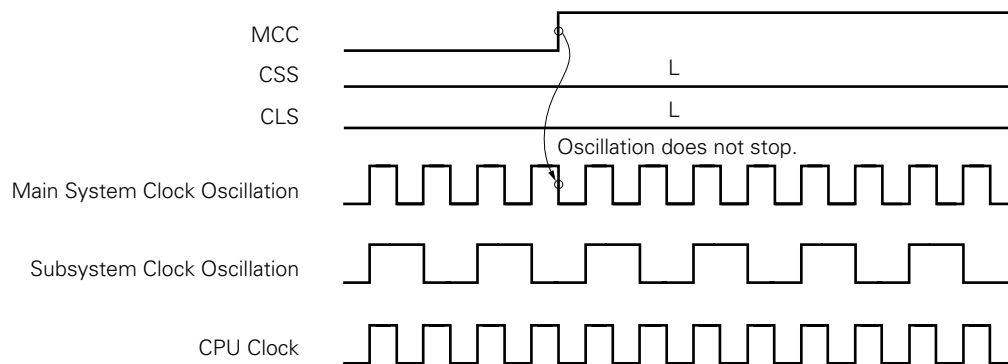 MCC
CSS
L
CLS
L
Oscillation does not stop.
Main System Clock Oscillation
Subsystem Clock Oscillation
CPU Clock